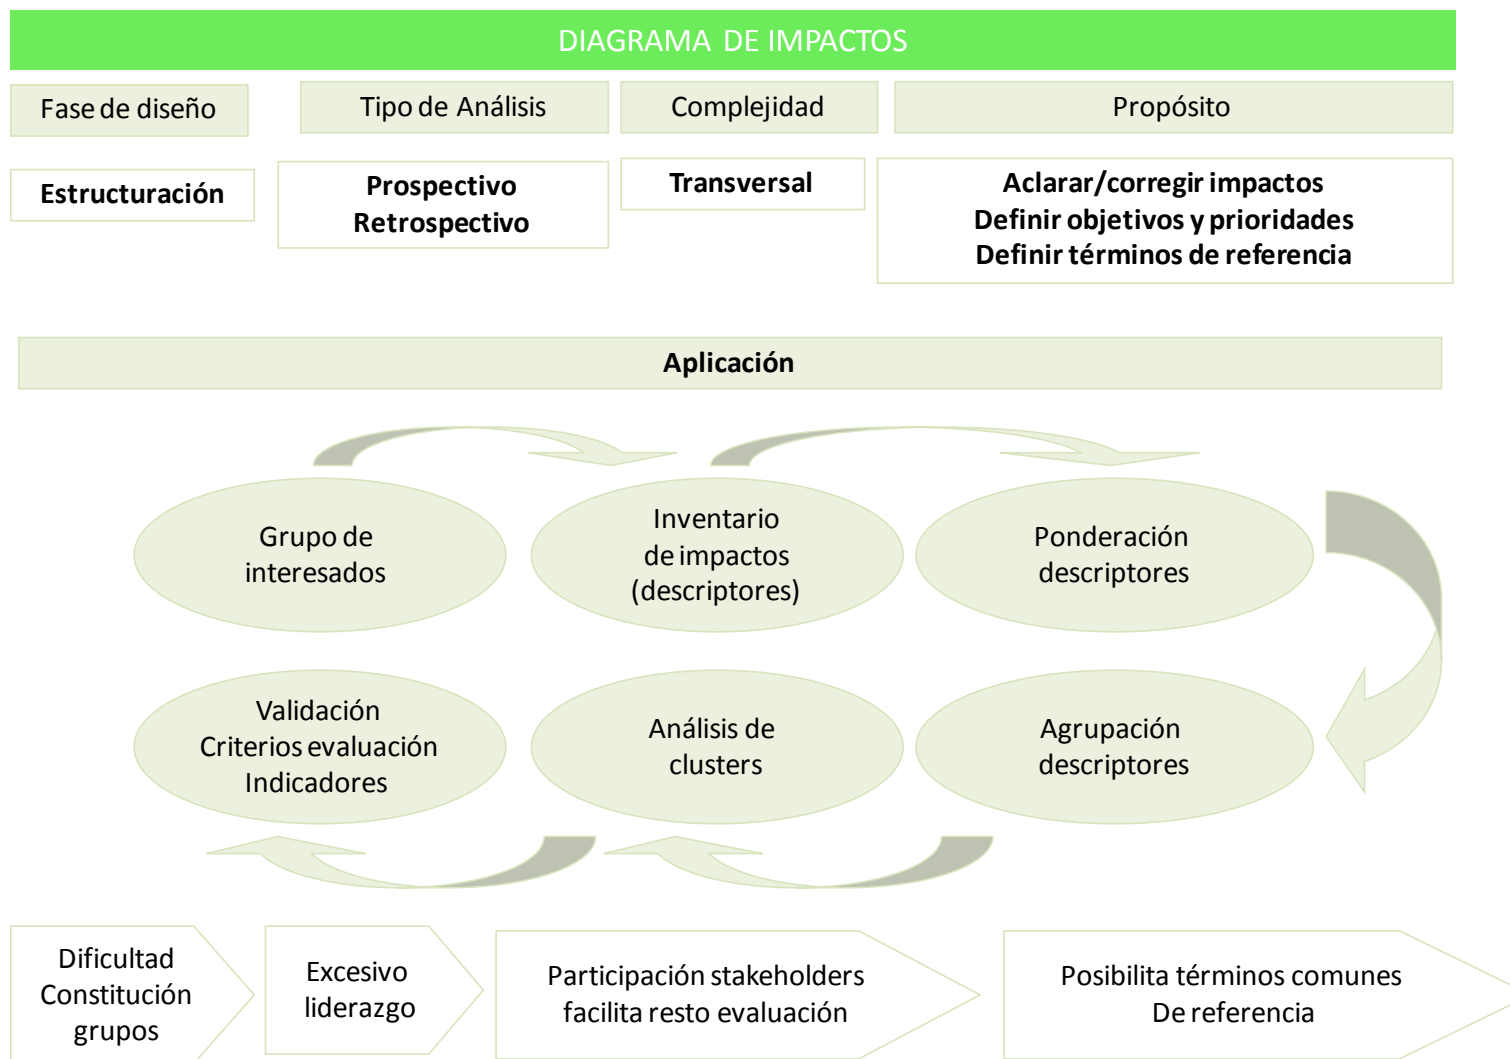 DIAGRAMA DE IMPACTOS
Fase de diseño
Tipo de Análisis
Complejidad
Propósito
Estructuración
Prospectivo
Retrospectivo
Transversal
Aclarar/corregir impactos
Definir objetivos y prioridades
Definir términos de referencia
Aplicación
Grupo de
interesados
Inventario
de impactos
(descriptores)
Ponderación
descriptores
Validación
Criterios evaluación
Indicadores
Análisis de
clusters
Agrupación
descriptores
Dificultad
Constitución
grupos
Excesivo
liderazgo
Participación stakeholders
facilita resto evaluación
Posibilita términos comunes
De referencia